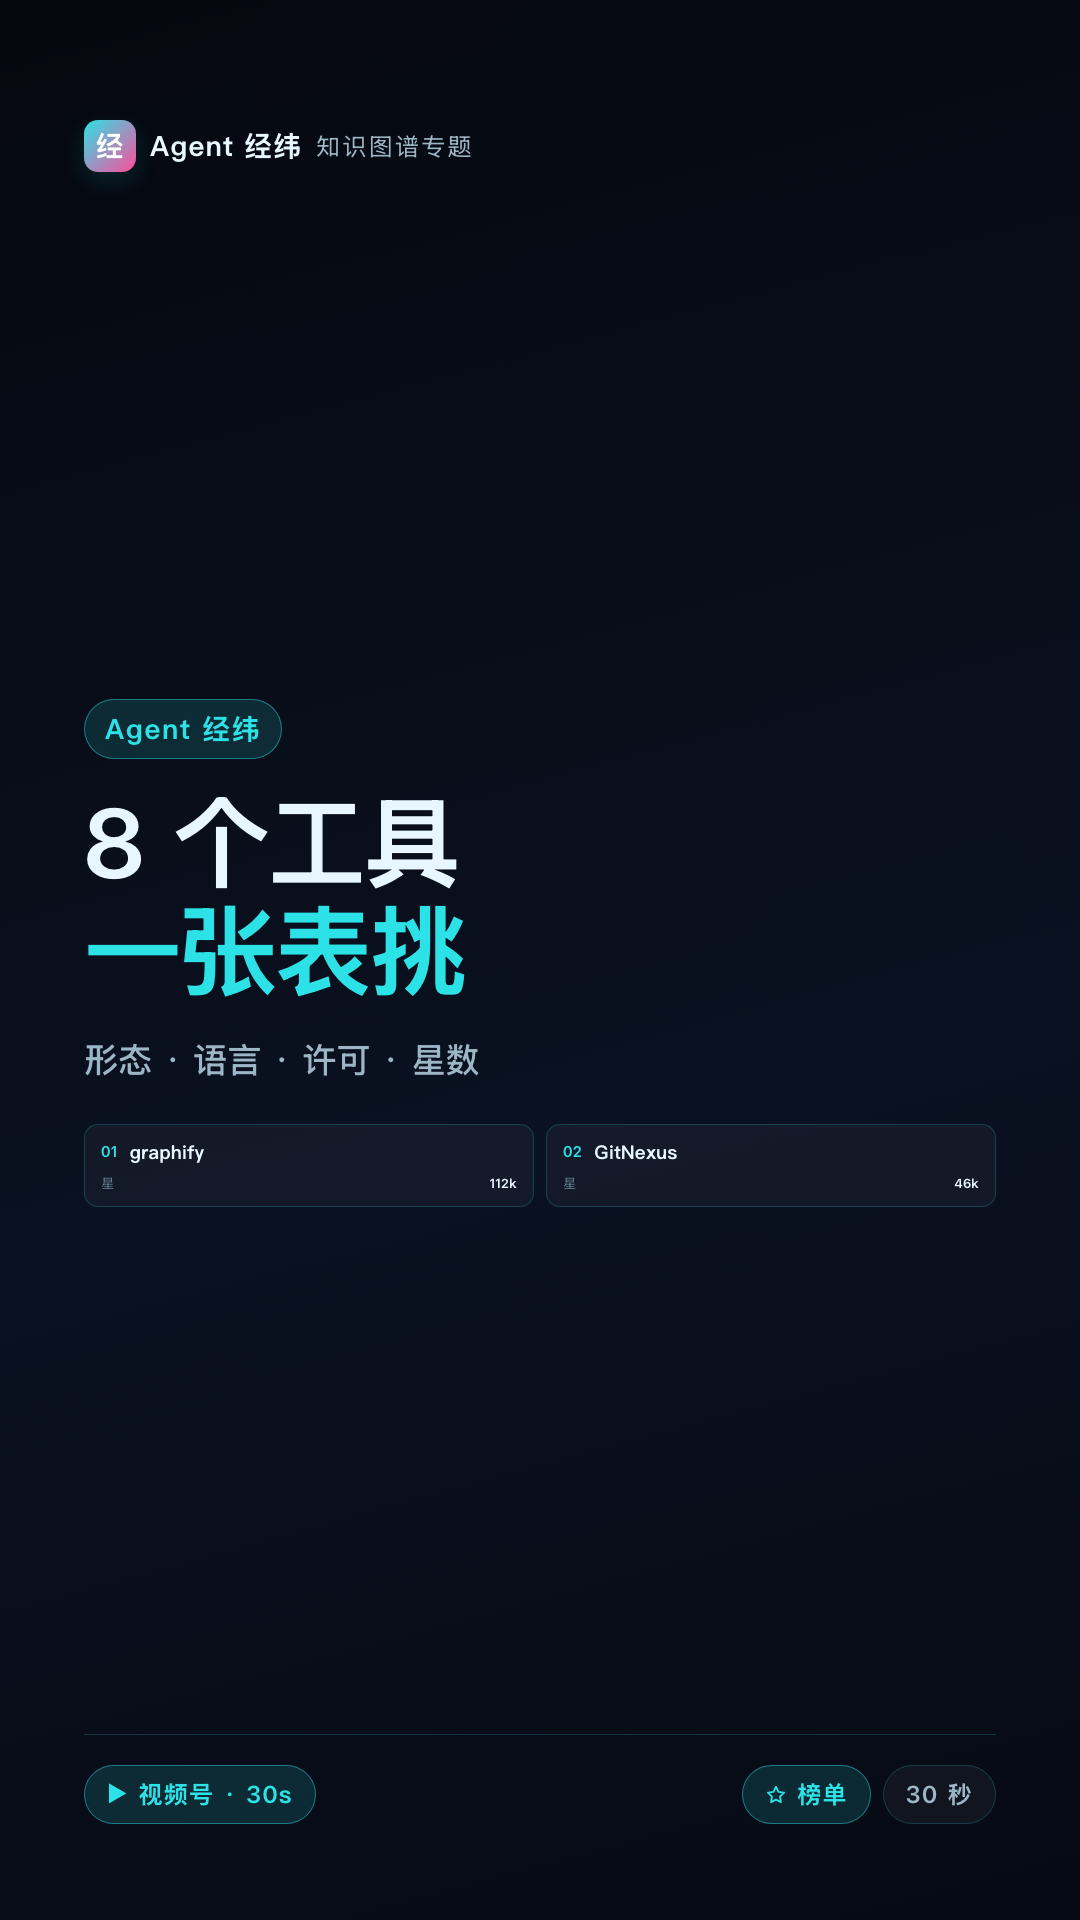 经 Agent 经纬 知识图谱专题
Agent 经纬
8 个工具
一张表挑
形态 · 语言 · 许可 · 星数
01 graphify
星 112k
02 GitNexus
星 46k
视频号 · 30s
榜单
30 秒